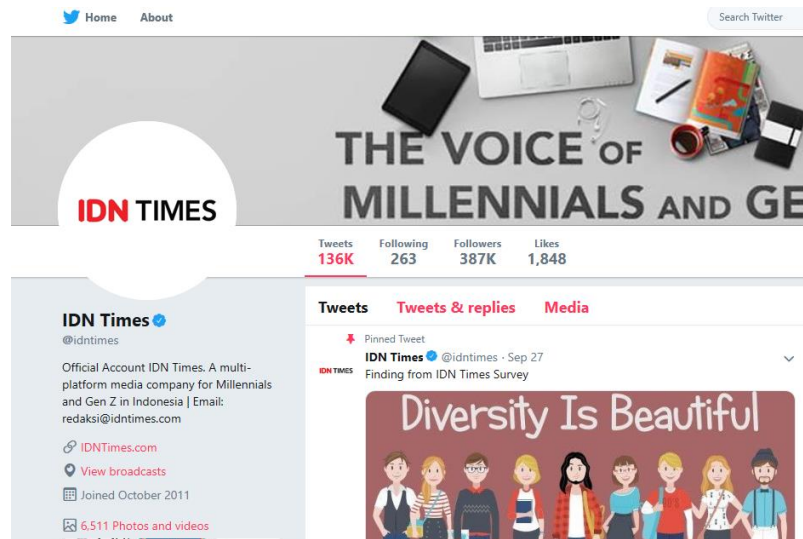 Home About
Search Twitter
THE VOICE OF
MILLENNIALS AND GE
IDN TIMES
Tweets Following Followers Likes
136K 263 387K 1,848
Tweets Tweets & replies Media
IDN Times
@idntimes
Official Account IDN Times. A multi-
platform media company for Millennials
and Gen Z in Indonesia | Email:
redaksi@idntimes.com
IDNTimes.com
View broadcasts
Joined October 2011
6,511 Photos and videos
Pinned Tweet
IDN TIMES
IDN Times @idntimes · Sep 27
Finding from IDN Times Survey
Diversity Is Beautiful